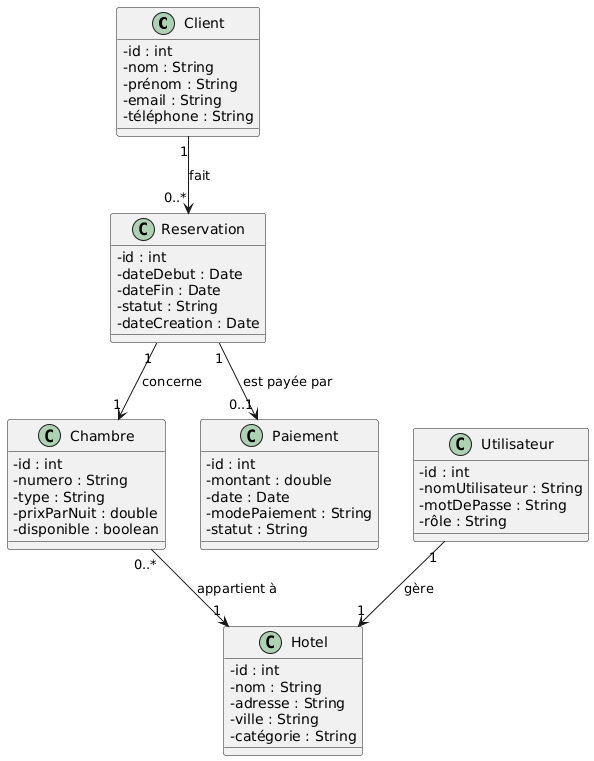 C Client
-id : int
-nom : String
-prénom : String
-email : String
-téléphone : String
1
fait
0..*
C Reservation
-id : int
-dateDebut : Date
-dateFin : Date
-statut : String
-dateCreation : Date
1 1
concerne est payée par
1 0..1
C Chambre
-id : int
-numero : String
-type : String
-prixParNuit : double
-disponible : boolean
C Paiement
-id : int
-montant : double
-date : Date
-modePaiement : String
-statut : String
C Utilisateur
-id : int
-nomUtilisateur : String
-motDePasse : String
-rôle : String
0..* 1
appartient à gère
1 1
C Hotel
-id : int
-nom : String
-adresse : String
-ville : String
-catégorie : String